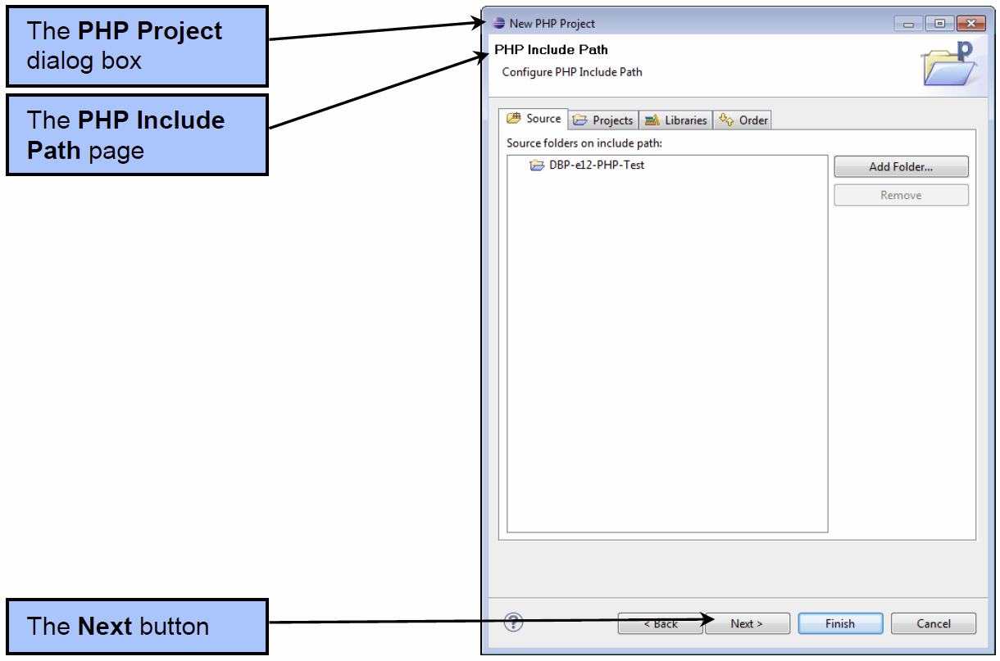 The PHP Project
dialog box
The PHP Include
Path page
The Next button
New PHP Project
PHP Include Path
Configure PHP Include Path
p
Source Projects Libraries Order
Source folders on include path:
DBP-e12-PHP-Test
Add Folder...
Remove
? < Back Next > Finish Cancel